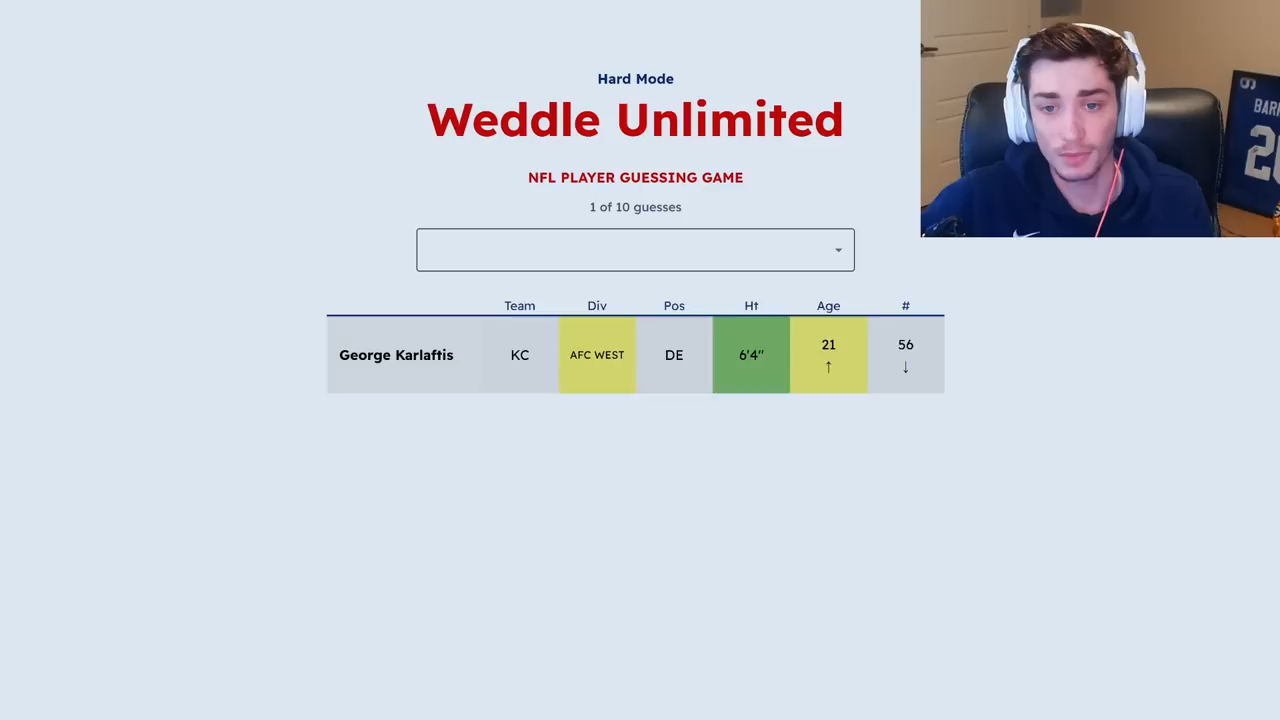 Hard Mode
Weddle Unlimited
NFL PLAYER GUESSING GAME
1 of 10 guesses
Team Div Pos Ht Age #
George Karlaftis KC AFC WEST DE 6'4" 21 ↑ 56 ↓